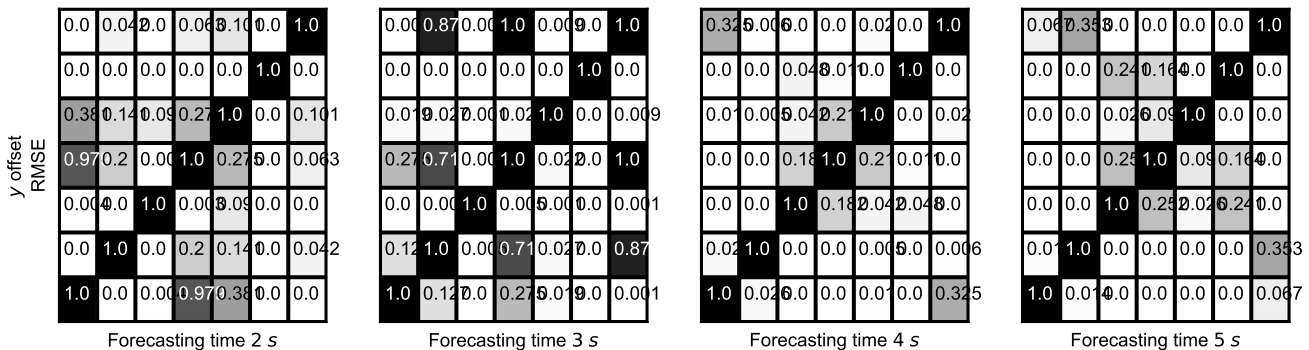 0.0 0.042 0.0 0.063 0.101 0.0 1.0 0.00 0.87 0.0 1.0 0.009 0.0 1.0 0.325 0.006 0.0 0.0 0.02 0.0 1.0 0.067 0.353 0.0 0.0 0.0 0.0 1.0
0.0 0.0 0.0 0.0 0.0 1.0 0.0 0.0 0.0 0.0 0.0 0.0 1.0 0.0 0.0 0.0 0.048 0.011 0.0 1.0 0.0 0.0 0.0 0.241 0.164 0.0 1.0 0.0
0.381 0.141 0.09 0.27 1.0 0.0 0.101 0.019 0.027 0.001 0.02 1.0 0.0 0.009 0.01 0.005 0.042 0.21 1.0 0.0 0.02 0.0 0.0 0.026 0.09 1.0 0.0 0.0
0.97 0.2 0.00 1.0 0.275 0.0 0.063 0.27 0.71 0.00 1.0 0.022 0.0 1.0 0.0 0.0 0.18 1.0 0.21 0.011 0.0 0.0 0.0 0.25 1.0 0.09 0.164 0.0
0.004 0.0 1.0 0.003 0.09 0.0 0.0 0.0 0.00 1.0 0.005 0.001 0.0 0.001 0.0 0.0 1.0 0.182 0.042 0.048 0.0 0.0 0.0 1.0 0.252 0.026 0.241 0.0
0.0 1.0 0.0 0.2 0.141 0.0 0.042 0.12 1.0 0.00 0.71 0.027 0.0 0.87 0.02 1.0 0.0 0.0 0.005 0.0 0.006 0.01 1.0 0.0 0.0 0.0 0.0 0.353
1.0 0.0 0.00 0.97 0.381 0.0 0.0 1.0 0.127 0.0 0.275 0.019 0.0 0.001 1.0 0.026 0.0 0.0 0.01 0.0 0.325 1.0 0.014 0.0 0.0 0.0 0.0 0.067
y offset
RMSE
Forecasting time 2 s
Forecasting time 3 s
Forecasting time 4 s
Forecasting time 5 s